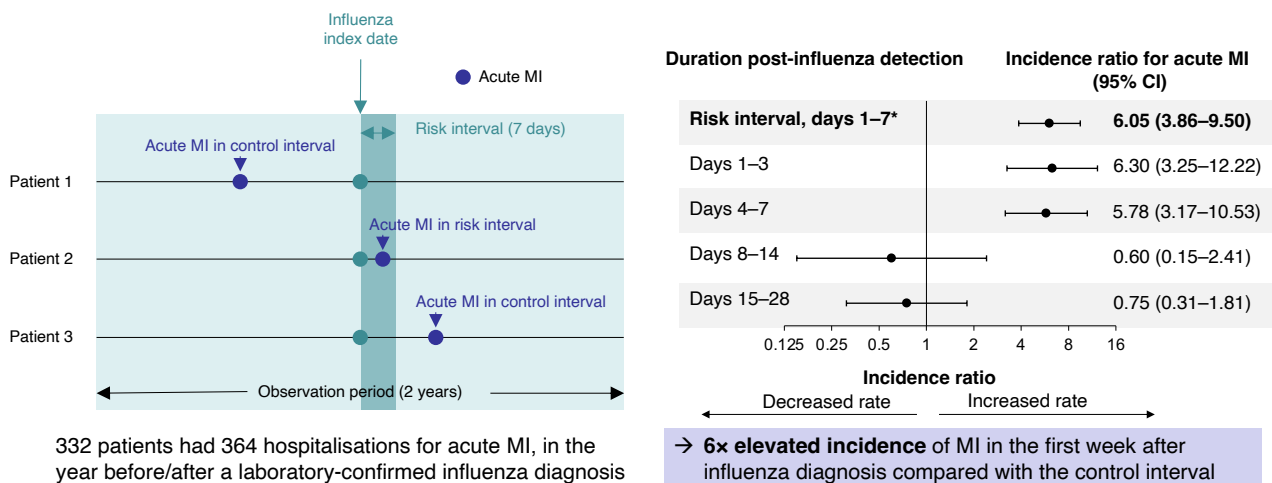 Influenza
index date
Acute MI
Risk interval (7 days)
Acute MI in control interval
Patient 1
Acute MI in risk interval
Patient 2
Acute MI in control interval
Patient 3
Observation period (2 years)
332 patients had 364 hospitalisations for acute MI, in the
year before/after a laboratory-confirmed influenza diagnosis
Duration post-influenza detection
Incidence ratio for acute MI
(95% CI)
Risk interval, days 1–7* 6.05 (3.86–9.50)
Days 1–3 6.30 (3.25–12.22)
Days 4–7 5.78 (3.17–10.53)
Days 8–14 0.60 (0.15–2.41)
Days 15–28 0.75 (0.31–1.81)
0.125 0.25 0.5 1 2 4 8 16
Incidence ratio
Decreased rate Increased rate
→ 6× elevated incidence of MI in the first week after
influenza diagnosis compared with the control interval